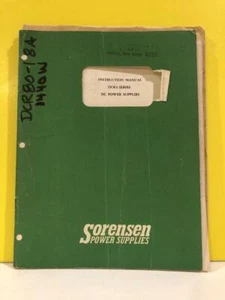 INSTRUCTION MANUAL
DCR-B SERIES
DC POWER SUPPLIES
DCR80-18A
1440W
Sorensen
POWER SUPPLIES